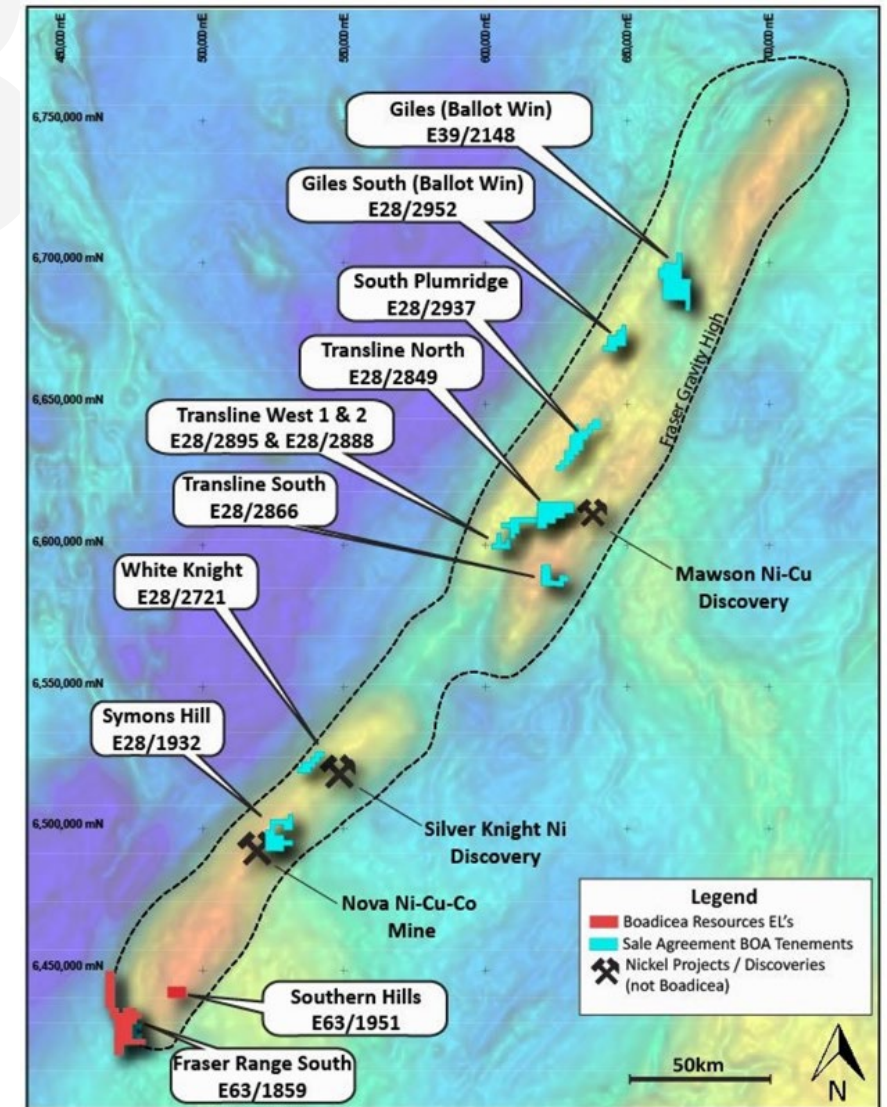 450,000 mE
500,000 mE
550,000 mE
600,000 mE
650,000 mE
700,000 mE
6,750,000 mN
Giles (Ballot Win)
E39/2148
Giles South (Ballot Win)
E28/2952
6,700,000 mN
South Plumridge
E28/2937
Transline North
E28/2849
Fraser Gravity High
6,650,000 mN
Transline West 1 & 2
E28/2895 & E28/2888
Transline South
E28/2866
6,600,000 mN
White Knight
E28/2721
Mawson Ni-Cu
Discovery
6,550,000 mN
Symons Hill
E28/1932
6,500,000 mN
Silver Knight Ni
Discovery
Nova Ni-Cu-Co
Mine
Legend
Boadicea Resources EL's
Sale Agreement BOA Tenements
Nickel Projects / Discoveries
(not Boadicea)
6,450,000 mN
Southern Hills
E63/1951
Fraser Range South
E63/1859
50km
N